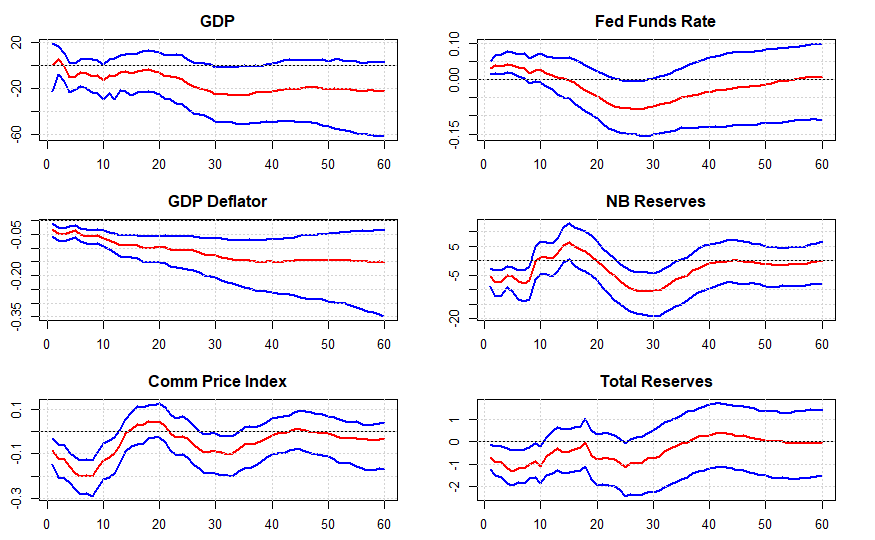 GDP
20
-20
-60
0 10 20 30 40 50 60
Fed Funds Rate
0.10
0.00
-0.15
0 10 20 30 40 50 60
GDP Deflator
-0.05
-0.20
-0.35
0 10 20 30 40 50 60
NB Reserves
5
-5
-20
0 10 20 30 40 50 60
Comm Price Index
0.1
-0.1
-0.3
0 10 20 30 40 50 60
Total Reserves
1
0
-1
-2
0 10 20 30 40 50 60